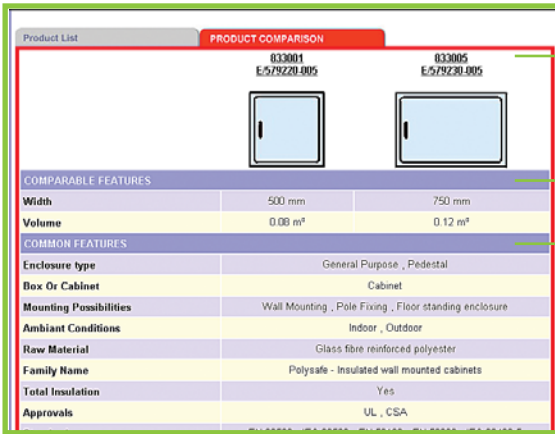 Product List PRODUCT COMPARISON
033001 033005
E/579220-005 E/579230-005
COMPARABLE FEATURES
Width 500 mm 750 mm
Volume 0.08 m³ 0.12 m³
COMMON FEATURES
Enclosure type General Purpose , Pedestal
Box Or Cabinet Cabinet
Mounting Possibilities Wall Mounting , Pole Fixing , Floor standing enclosure
Ambiant Conditions Indoor , Outdoor
Raw Material Glass fibre reinforced polyester
Family Name Polysafe - Insulated wall mounted cabinets
Total Insulation Yes
Approvals UL , CSA